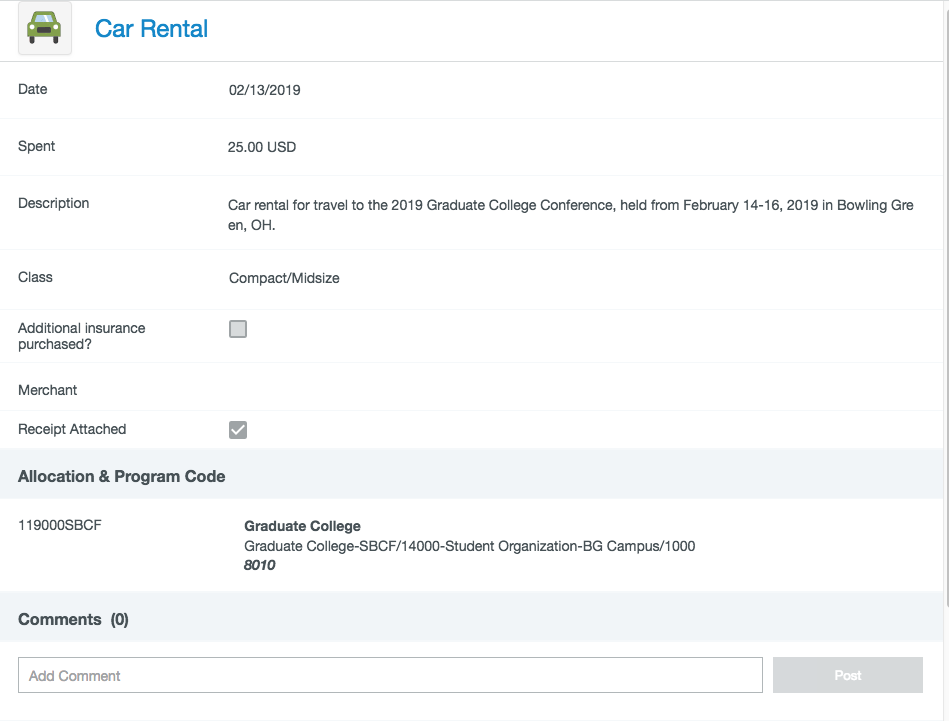 Car Rental
Date 02/13/2019
Spent 25.00 USD
Description Car rental for travel to the 2019 Graduate College Conference, held from February 14-16, 2019 in Bowling Gre
en, OH.
Class Compact/Midsize
Additional insurance
purchased?
Merchant
Receipt Attached
Allocation & Program Code
119000SBCF Graduate College
Graduate College-SBCF/14000-Student Organization-BG Campus/1000
8010
Comments (0)
Add Comment Post